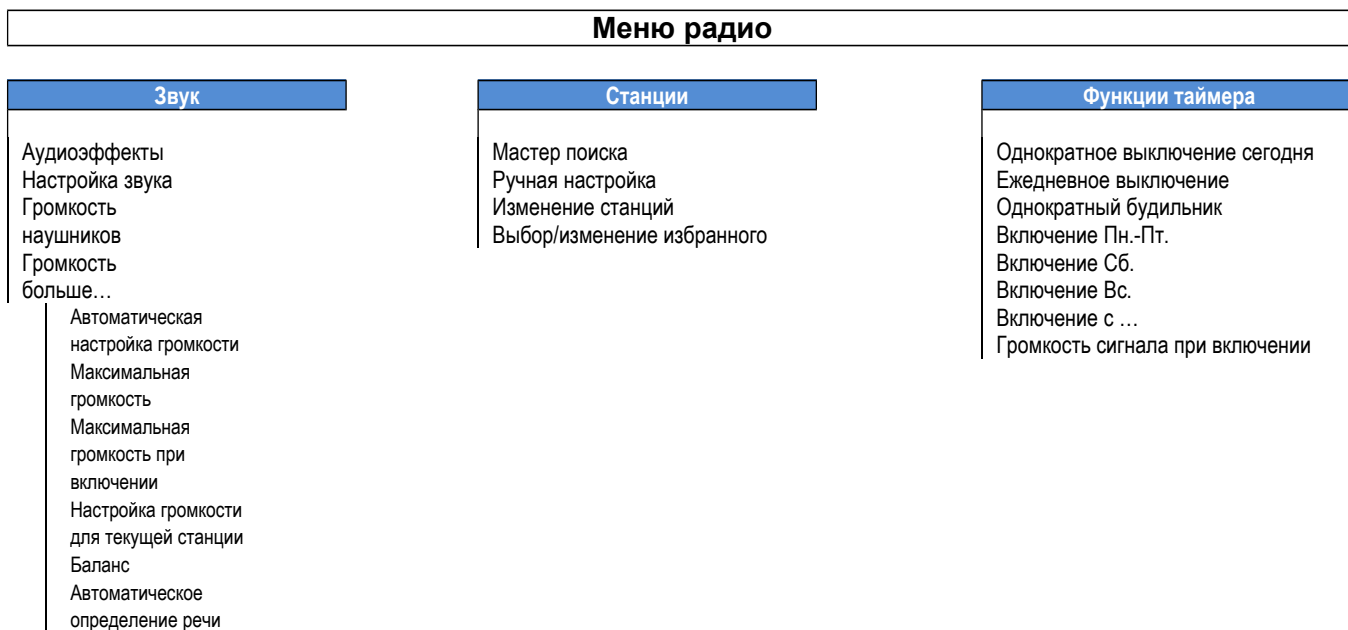 Меню радио
Звук
Аудиоэффекты
Настройка звука
Громкость
наушников
Громкость
больше…
Автоматическая
настройка громкости
Максимальная
громкость
Максимальная
громкость при
включении
Настройка громкости
для текущей станции
Баланс
Автоматическое
определение речи
Станции
Мастер поиска
Ручная настройка
Изменение станций
Выбор/изменение избранного
Функции таймера
Однократное выключение сегодня
Ежедневное выключение
Однократный будильник
Включение Пн.-Пт.
Включение Сб.
Включение Вс.
Включение с …
Громкость сигнала при включении